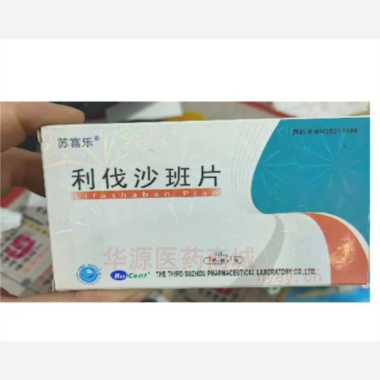 苏富乐®
利伐沙班片
Lifashaban Pian
华源医药商城
THE THIRD SUZHOU PHARMACEUTICAL LABORATORY CO.,LTD.